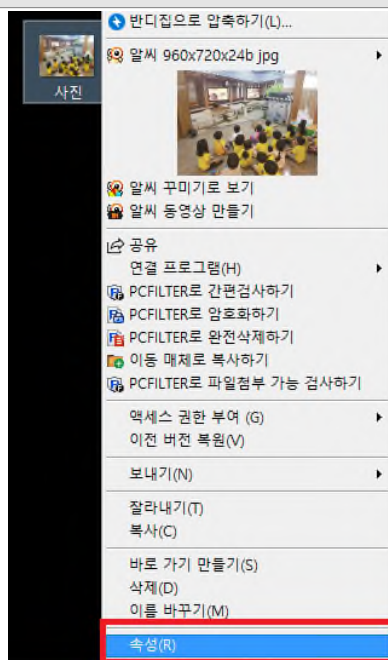 사진
반디집으로 압축하기(L)...
알씨 960x720x24b jpg
알씨 꾸미기로 보기
알씨 동영상 만들기
공유
연결 프로그램(H)
PCFILTER로 간편검사하기
PCFILTER로 암호화하기
PCFILTER로 완전삭제하기
이동 매체로 복사하기
PCFILTER로 파일첨부 가능 검사하기
액세스 권한 부여 (G)
이전 버전 복원(V)
보내기(N)
잘라내기(T)
복사(C)
바로 가기 만들기(S)
삭제(D)
이름 바꾸기(M)
속성(R)